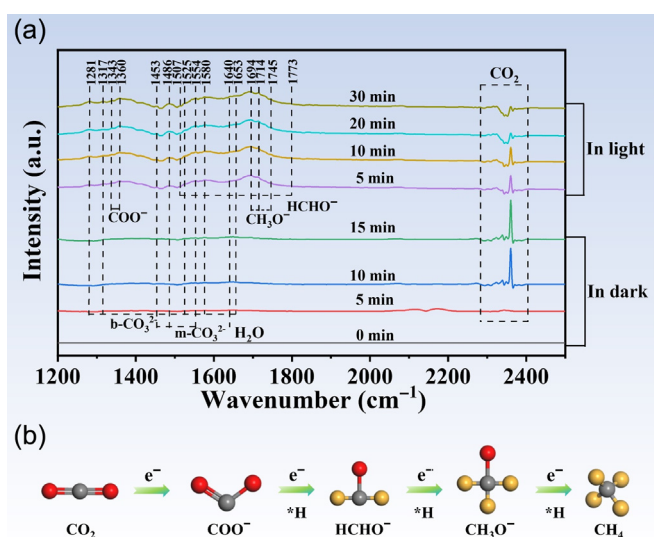 (a)
1281 1317 1343 1360 1453 1486 1507 1525 1554 1580 1640 1653 1694 1714 1745 1773
CO₂
30 min
20 min
10 min
5 min
In light
COO⁻
CH₃O⁻
HCHO⁻
15 min
10 min
5 min
0 min
In dark
b-CO₃²⁻
m-CO₃²⁻
H₂O
Intensity (a.u.)
1200 1400 1600 1800 2000 2200 2400
Wavenumber (cm⁻¹)
(b)
e⁻ e⁻ e⁻ e⁻
*H *H *H
CO₂ COO⁻ HCHO⁻ CH₃O⁻ CH₄